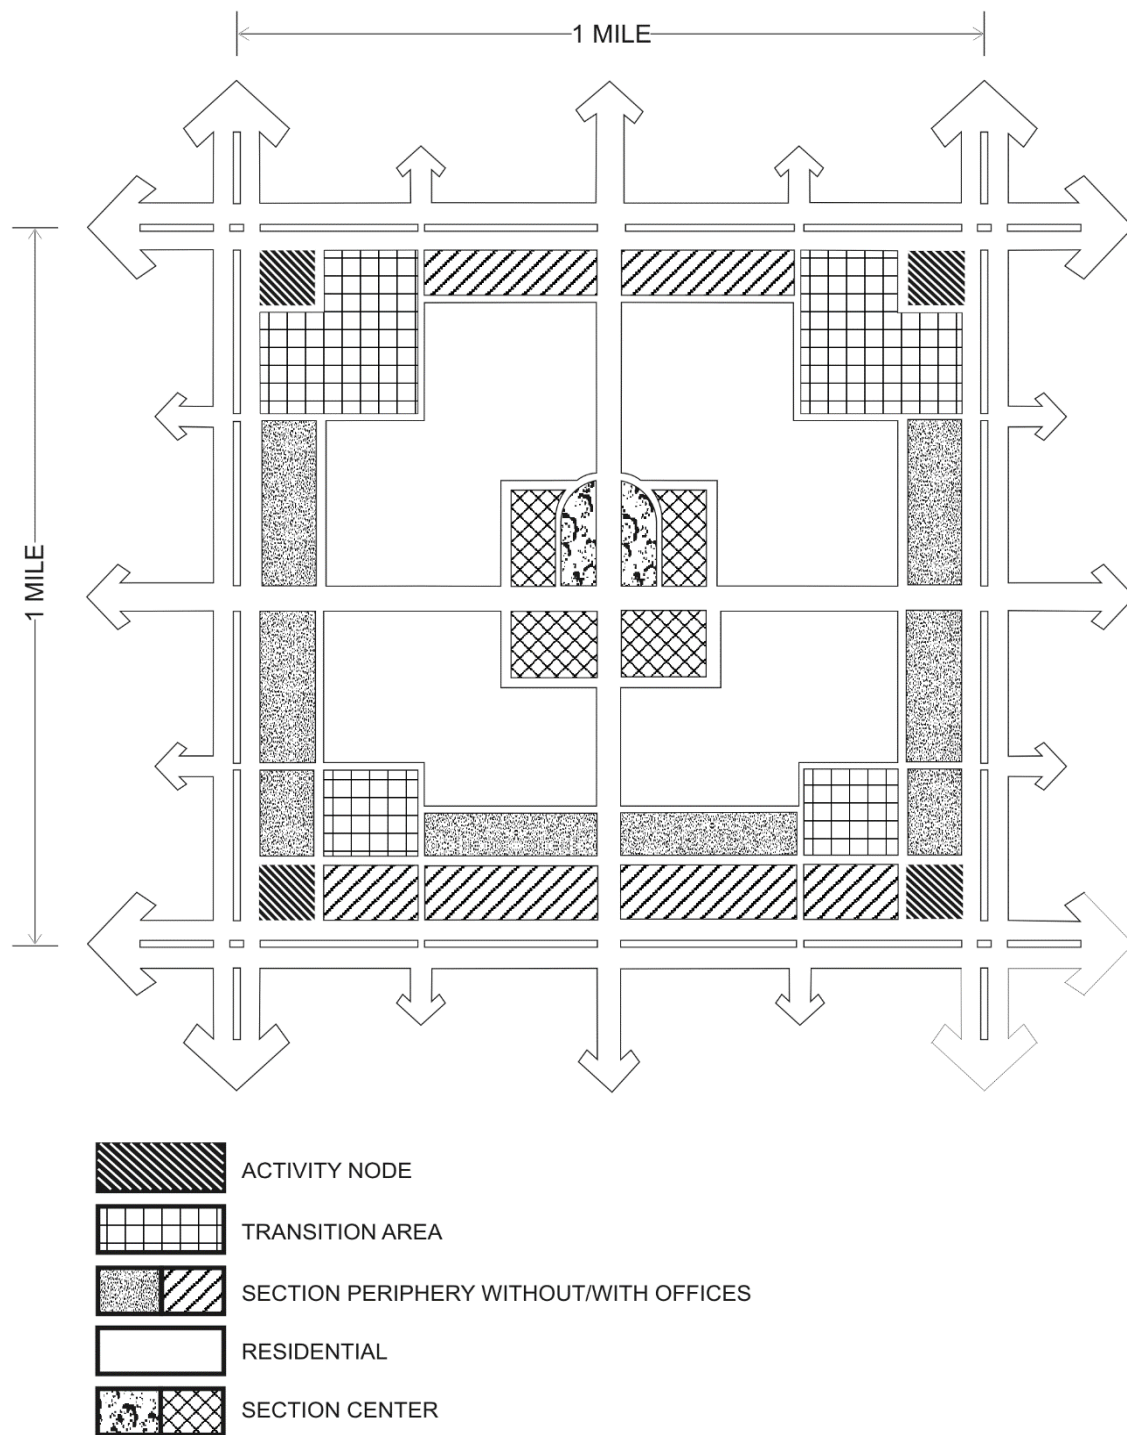 1 MILE
1 MILE
ACTIVITY NODE
TRANSITION AREA
SECTION PERIPHERY WITHOUT/WITH OFFICES
RESIDENTIAL
SECTION CENTER